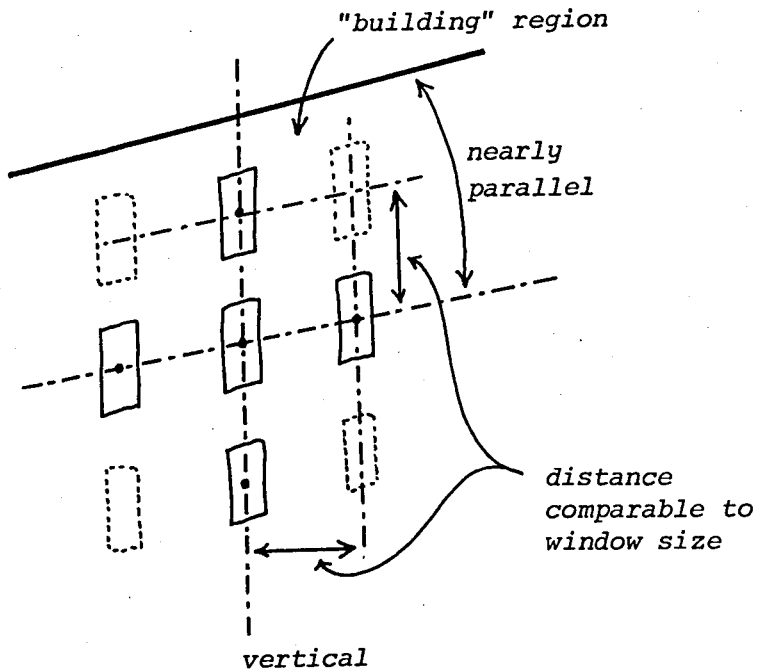 "building" region
nearly
parallel
distance
comparable to
window size
vertical